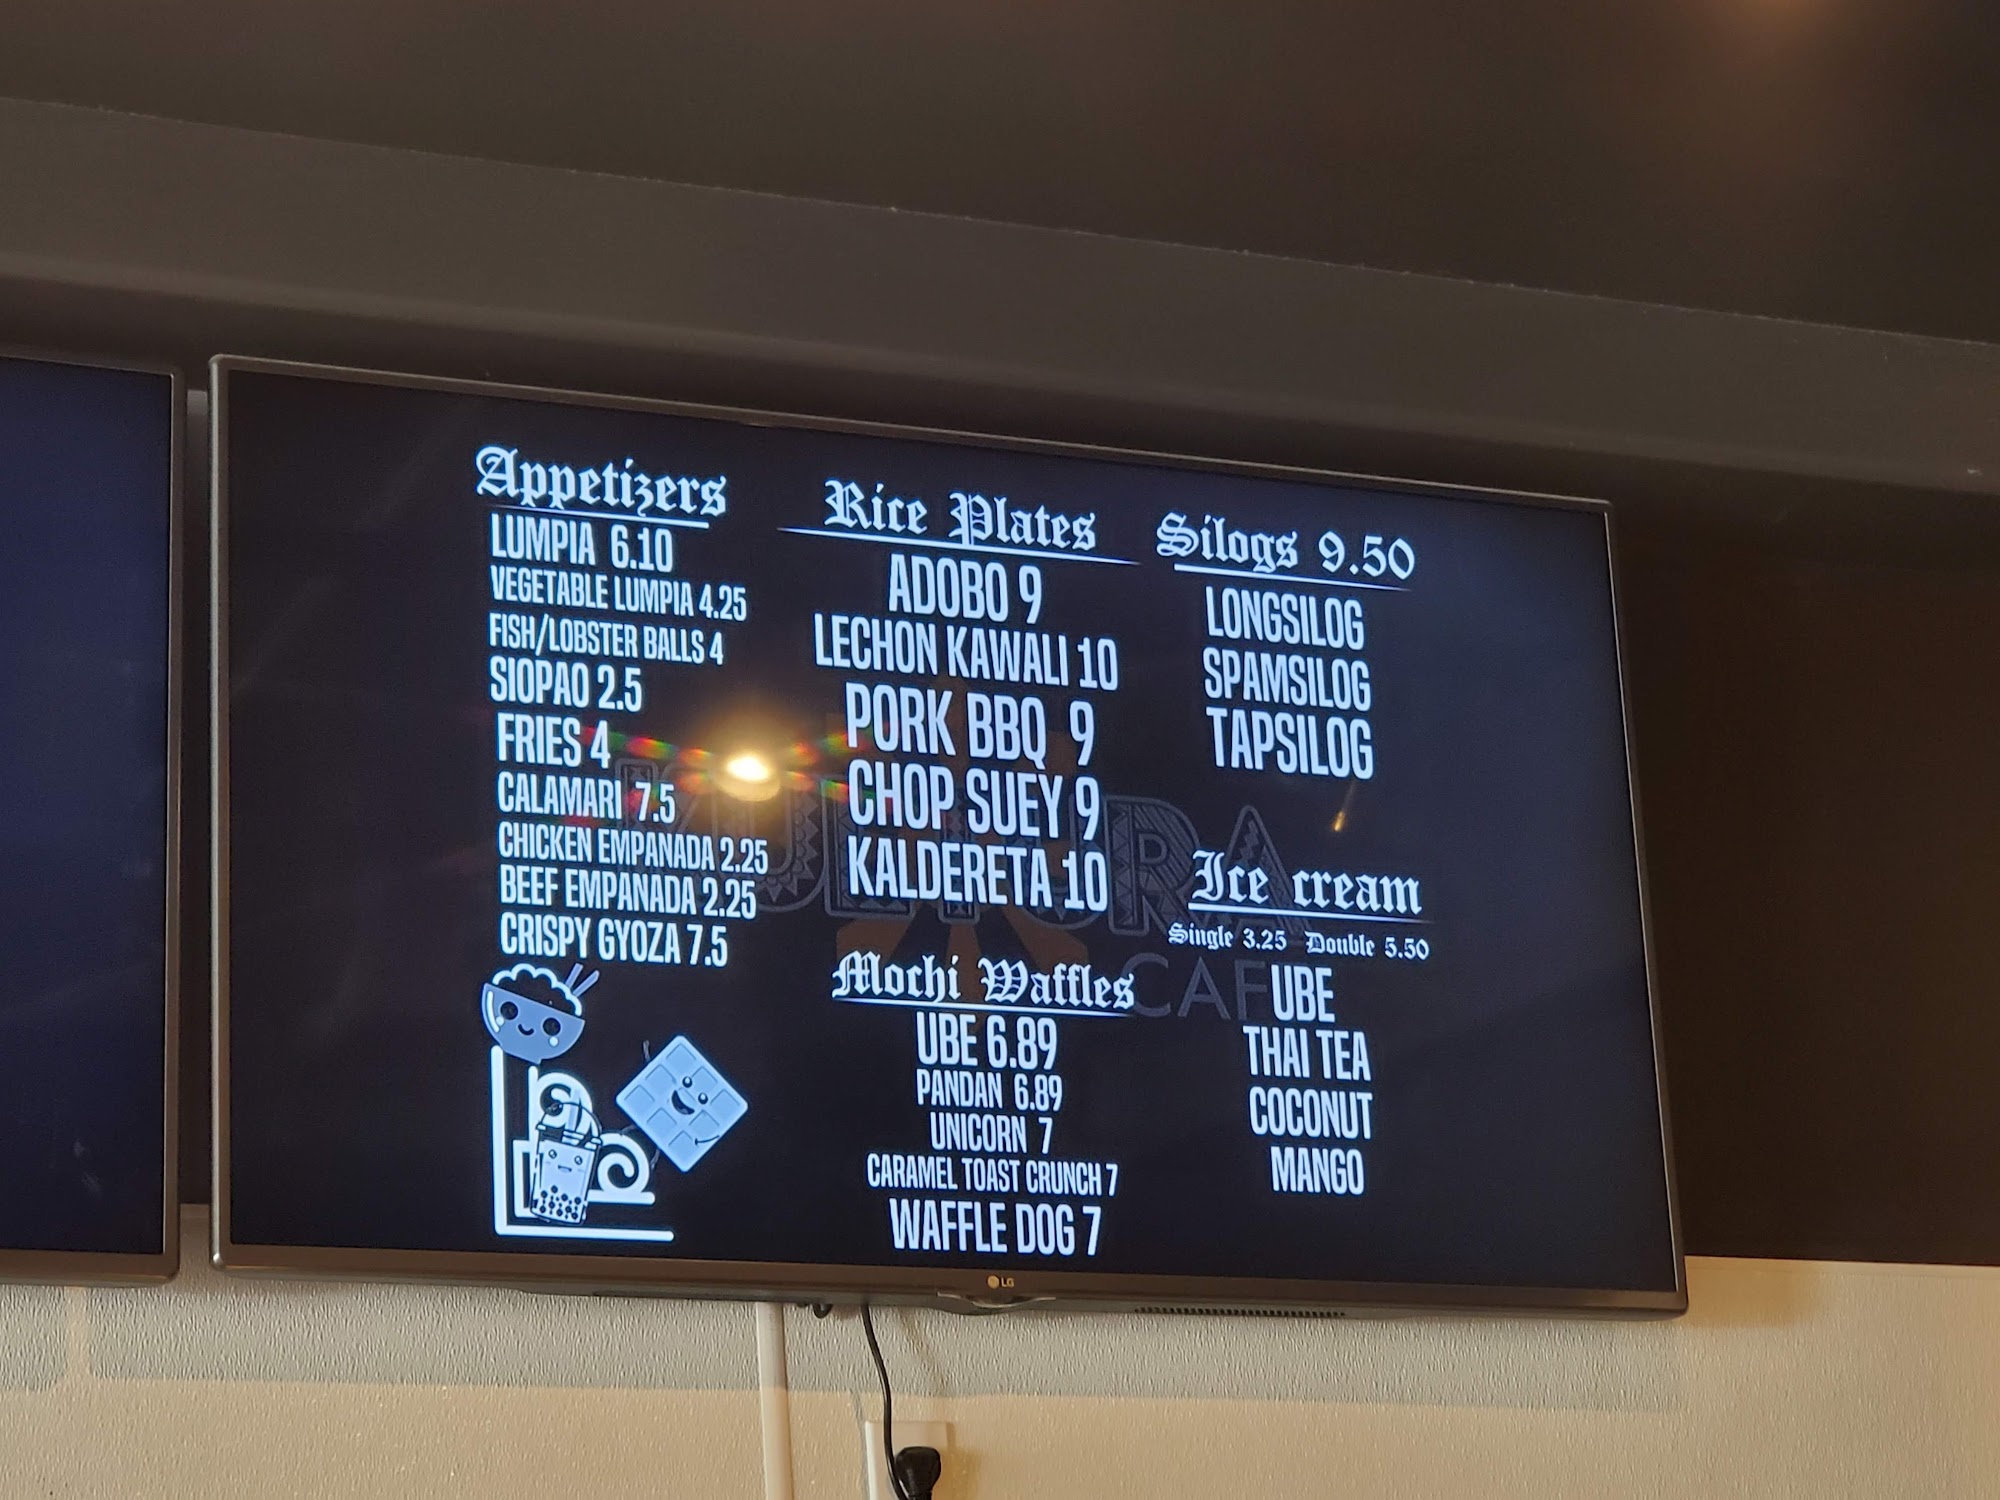 Appetizers
LUMPIA 6.10
VEGETABLE LUMPIA 4.25
FISH/LOBSTER BALLS 4
SIOPAO 2.5
FRIES 4
CALAMARI 7.5
CHICKEN EMPANADA 2.25
BEEF EMPANADA 2.25
CRISPY GYOZA 7.5
Rice Plates
ADOBO 9
LECHON KAWALI 10
PORK BBQ 9
CHOP SUEY 9
KALDERETA 10
Mochi Waffles
UBE 6.89
PANDAN 6.89
UNICORN 7
CARAMEL TOAST CRUNCH 7
WAFFLE DOG 7
Silogs 9.50
LONGSILOG
SPAMSILOG
TAPSILOG
Ice cream
Single 3.25 Double 5.50
UBE
THAI TEA
COCONUT
MANGO
KULTURA
CAFE
LG